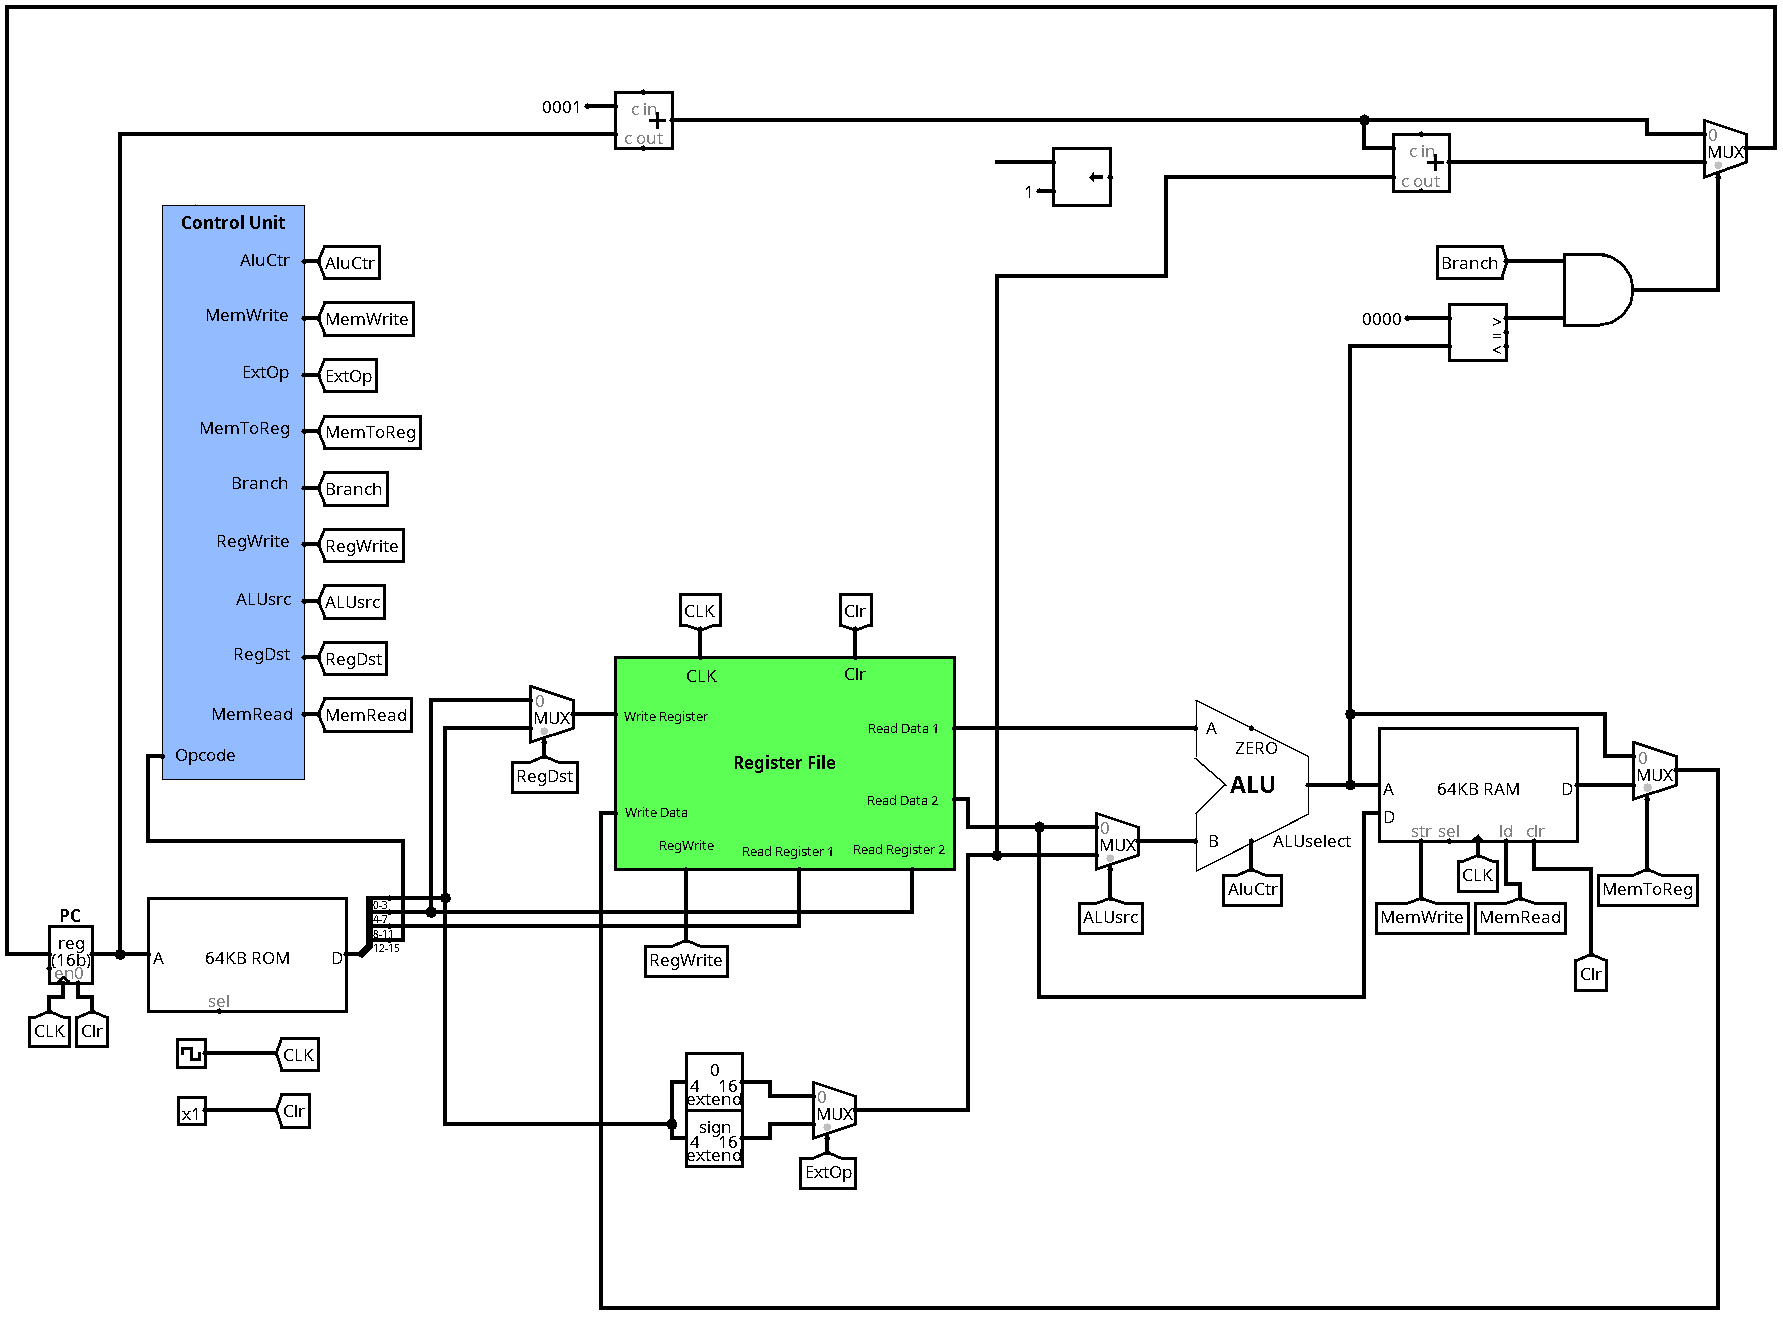 0001
c in
+
c out
0
MUX
c in
+
c out
1
Control Unit
AluCtr
AluCtr
MemWrite
MemWrite
ExtOp
ExtOp
MemToReg
MemToReg
Branch
Branch
RegWrite
RegWrite
ALUsrc
ALUsrc
RegDst
RegDst
MemRead
MemRead
Opcode
Branch
0000
> = <
CLK
Clr
CLK
Clr
Write Register
Read Data 1
Register File
Read Data 2
Write Data
RegWrite
Read Register 1
Read Register 2
0
MUX
RegDst
RegWrite
A
ZERO
ALU
B
ALUselect
AluCtr
0
MUX
ALUsrc
A
64KB RAM
D
D
str sel
ld
clr
CLK
MemWrite
MemRead
Clr
0
MUX
MemToReg
PC
reg
(16b)
en0
CLK
Clr
A
64KB ROM
D
sel
0-3
4-7
8-11
12-15
CLK
x1
Clr
0
4 16
extend
sign
4 16
extend
0
MUX
ExtOp